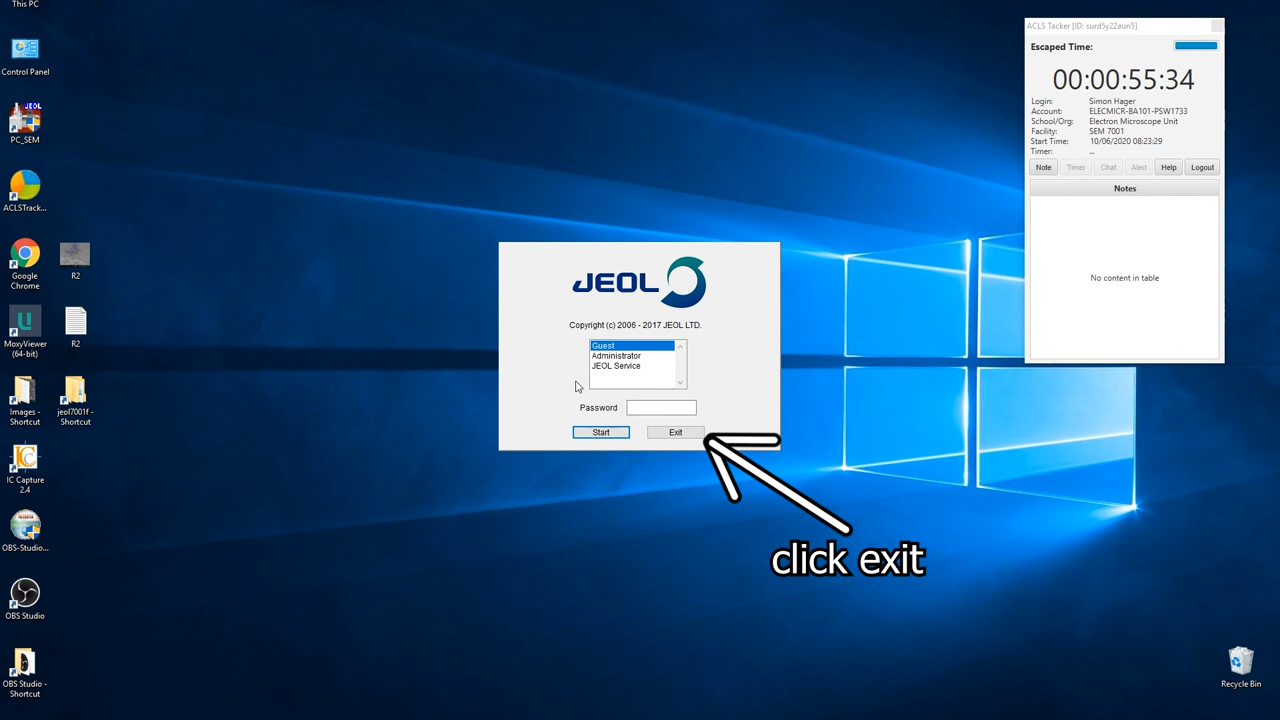 This PC
Control Panel
JEOL
PC_SEM
ACLSTrack...
Google
Chrome
R2
MoxyViewer
(64-bit)
R2
Images -
Shortcut
jeol7001f -
Shortcut
IC Capture
2.4
OBS-Studio...
OBS Studio
OBS Studio -
Shortcut
JEOL
Copyright (c) 2006 - 2017 JEOL LTD.
Guest
Administrator
JEOL Service
Password
Start
Exit
click exit
ACLS Tacker [ID: surd5y22aun5]
Escaped Time:
00:00:55:34
Login: Simon Hager
Account: ELECMICR-BA101-PSW1733
School/Org: Electron Microscope Unit
Facility: SEM 7001
Start Time: 10/06/2020 08:23:29
Timer: ...
Note Timer Chat Alert Help Logout
Notes
No content in table
Recycle Bin